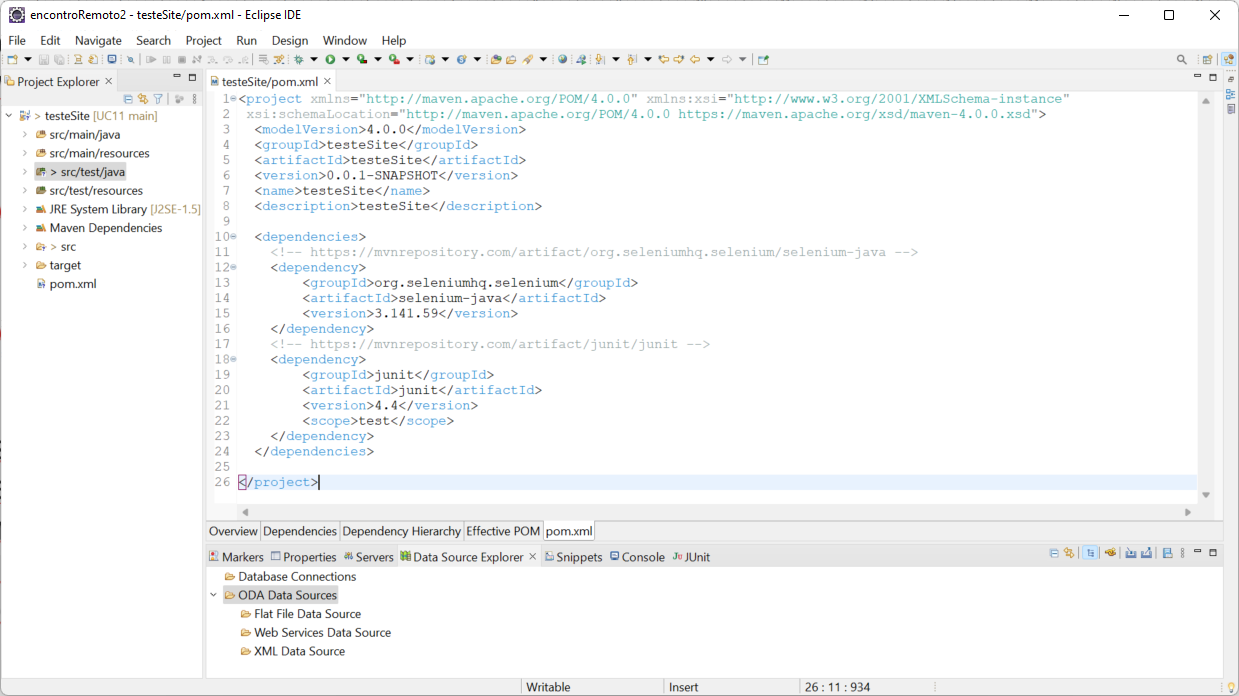 encontroRemoto2 - testeSite/pom.xml - Eclipse IDE
File Edit Navigate Search Project Run Design Window Help
Project Explorer
testeSite/pom.xml
> testeSite [UC11 main]
src/main/java
src/main/resources
> src/test/java
src/test/resources
JRE System Library [J2SE-1.5]
Maven Dependencies
> src
target
pom.xml
1 <project xmlns="http://maven.apache.org/POM/4.0.0" xmlns:xsi="http://www.w3.org/2001/XMLSchema-instance"
2 xsi:schemaLocation="http://maven.apache.org/POM/4.0.0 https://maven.apache.org/xsd/maven-4.0.0.xsd">
3 <modelVersion>4.0.0</modelVersion>
4 <groupId>testeSite</groupId>
5 <artifactId>testeSite</artifactId>
6 <version>0.0.1-SNAPSHOT</version>
7 <name>testeSite</name>
8 <description>testeSite</description>
9
10 <dependencies>
11 <!-- https://mvnrepository.com/artifact/org.seleniumhq.selenium/selenium-java -->
12 <dependency>
13 <groupId>org.seleniumhq.selenium</groupId>
14 <artifactId>selenium-java</artifactId>
15 <version>3.141.59</version>
16 </dependency>
17 <!-- https://mvnrepository.com/artifact/junit/junit -->
18 <dependency>
19 <groupId>junit</groupId>
20 <artifactId>junit</artifactId>
21 <version>4.4</version>
22 <scope>test</scope>
23 </dependency>
24 </dependencies>
25
26 </project>
Overview Dependencies Dependency Hierarchy Effective POM pom.xml
Markers Properties Servers Data Source Explorer Snippets Console JUnit
Database Connections
ODA Data Sources
Flat File Data Source
Web Services Data Source
XML Data Source
Writable Insert 26 : 11 : 934